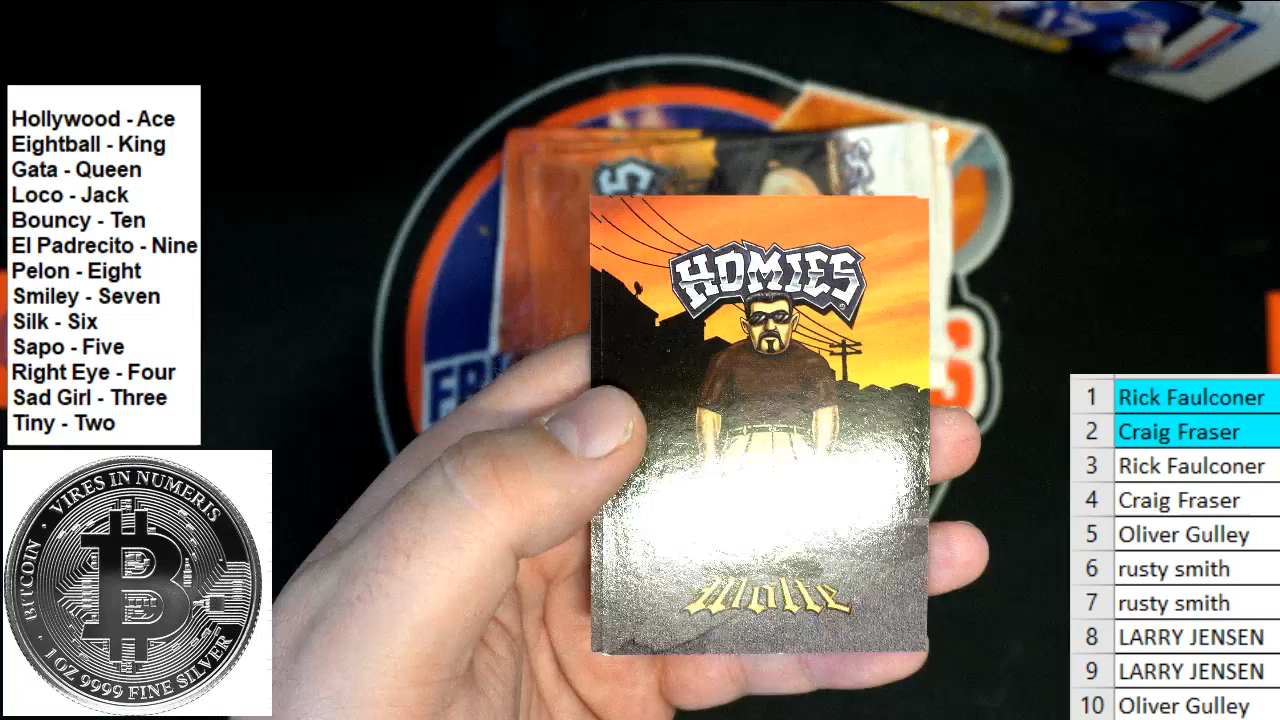 Hollywood - Ace
Eightball - King
Gata - Queen
Loco - Jack
Bouncy - Ten
El Padrecito - Nine
Pelon - Eight
Smiley - Seven
Silk - Six
Sapo - Five
Right Eye - Four
Sad Girl - Three
Tiny - Two
BITCOIN · VIRES IN NUMERIS ·
1 OZ 9999 FINE SILVER
17
HOMIES
1 Rick Faulconer
2 Craig Fraser
3 Rick Faulconer
4 Craig Fraser
5 Oliver Gulley
6 rusty smith
7 rusty smith
8 LARRY JENSEN
9 LARRY JENSEN
10 Oliver Gulley